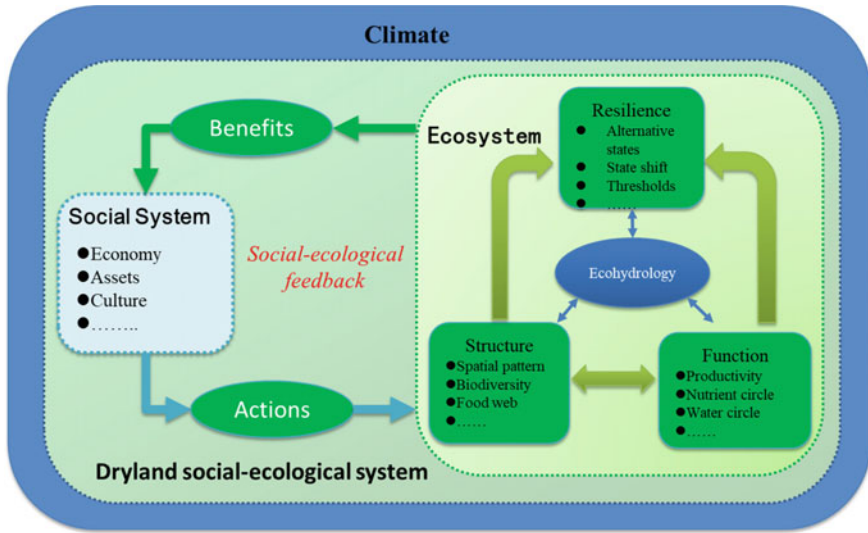 Climate
Benefits
Ecosystem
Resilience
● Alternative
states
● State shift
● Thresholds
● ……
Social System
●Economy
●Assets
●Culture
●……..
Social-ecological
feedback
Ecohydrology
Structure
●Spatial pattern
●Biodiversity
●Food web
●……
Function
●Productivity
●Nutrient circle
●Water circle
●……
Actions
Dryland social-ecological system